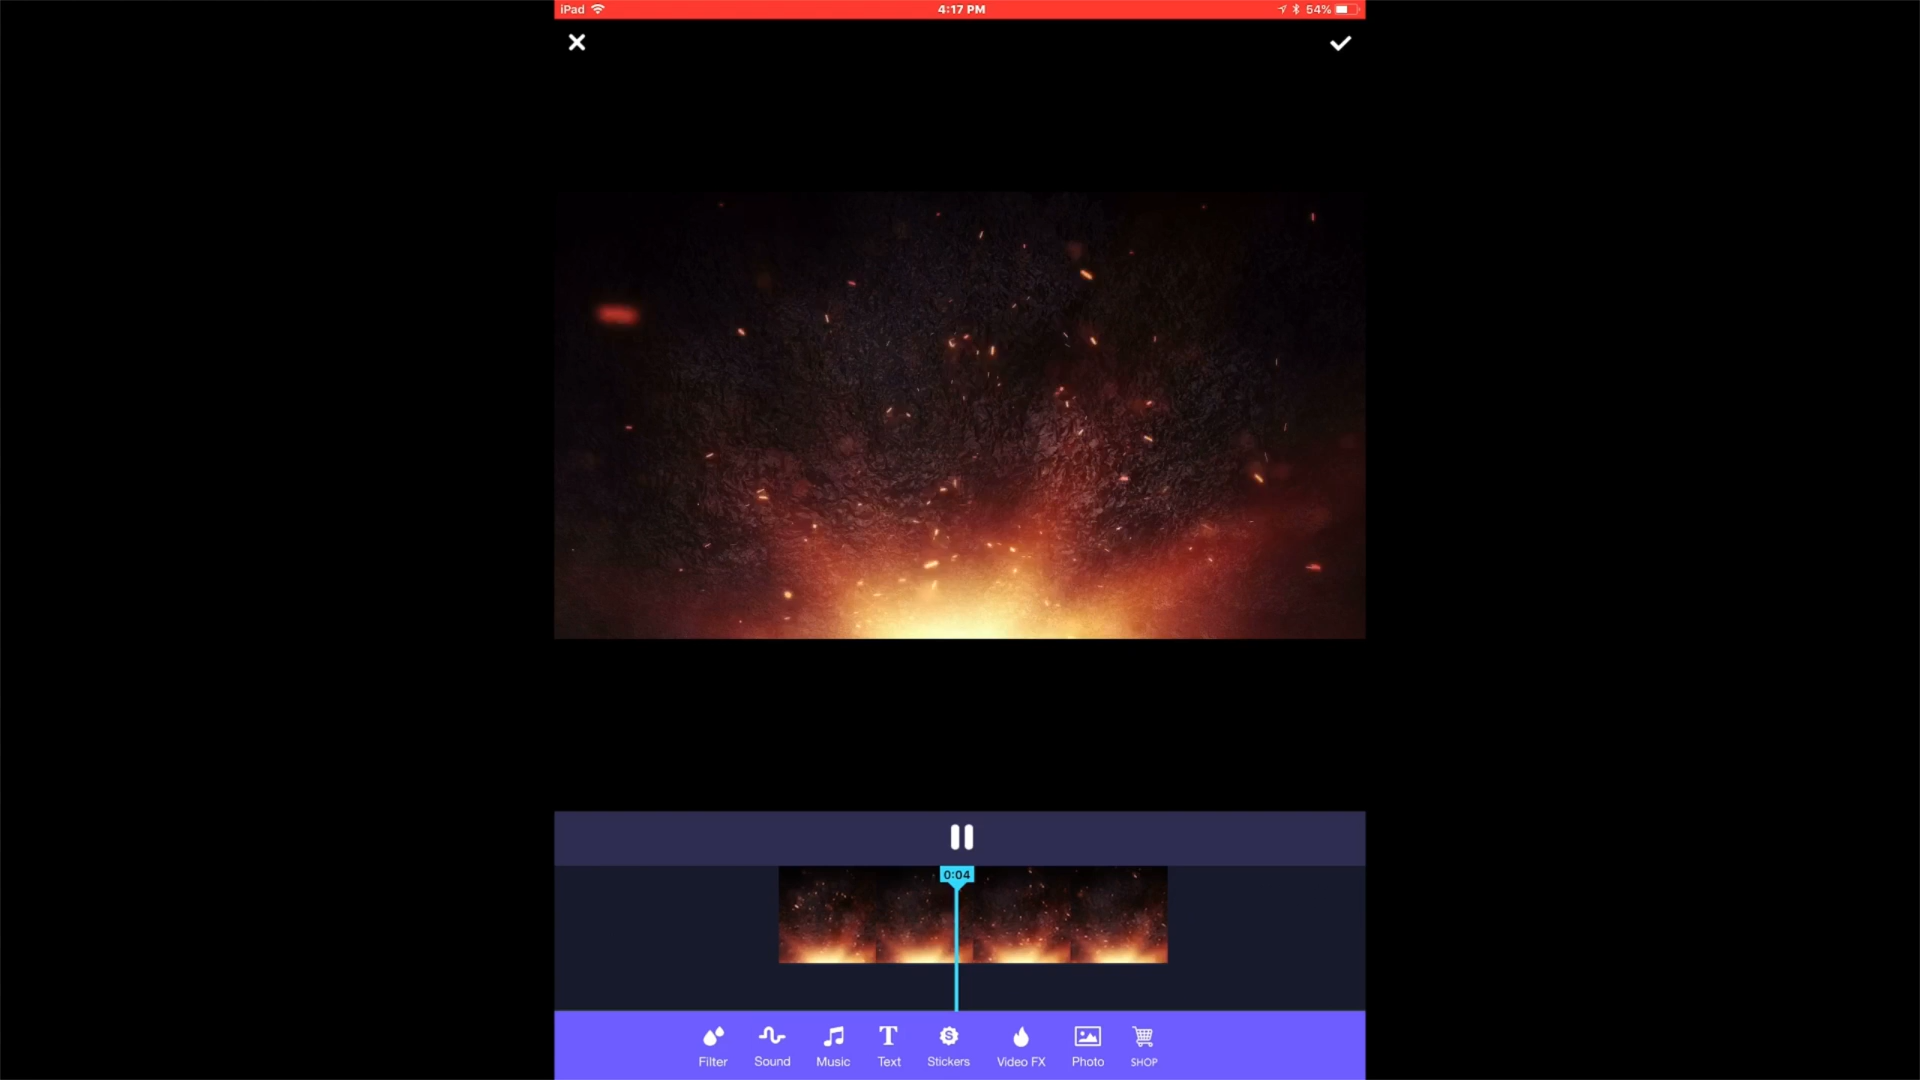 iPad 4:17 PM 54%
0:04
Filter Sound Music Text Stickers Video FX Photo SHOP